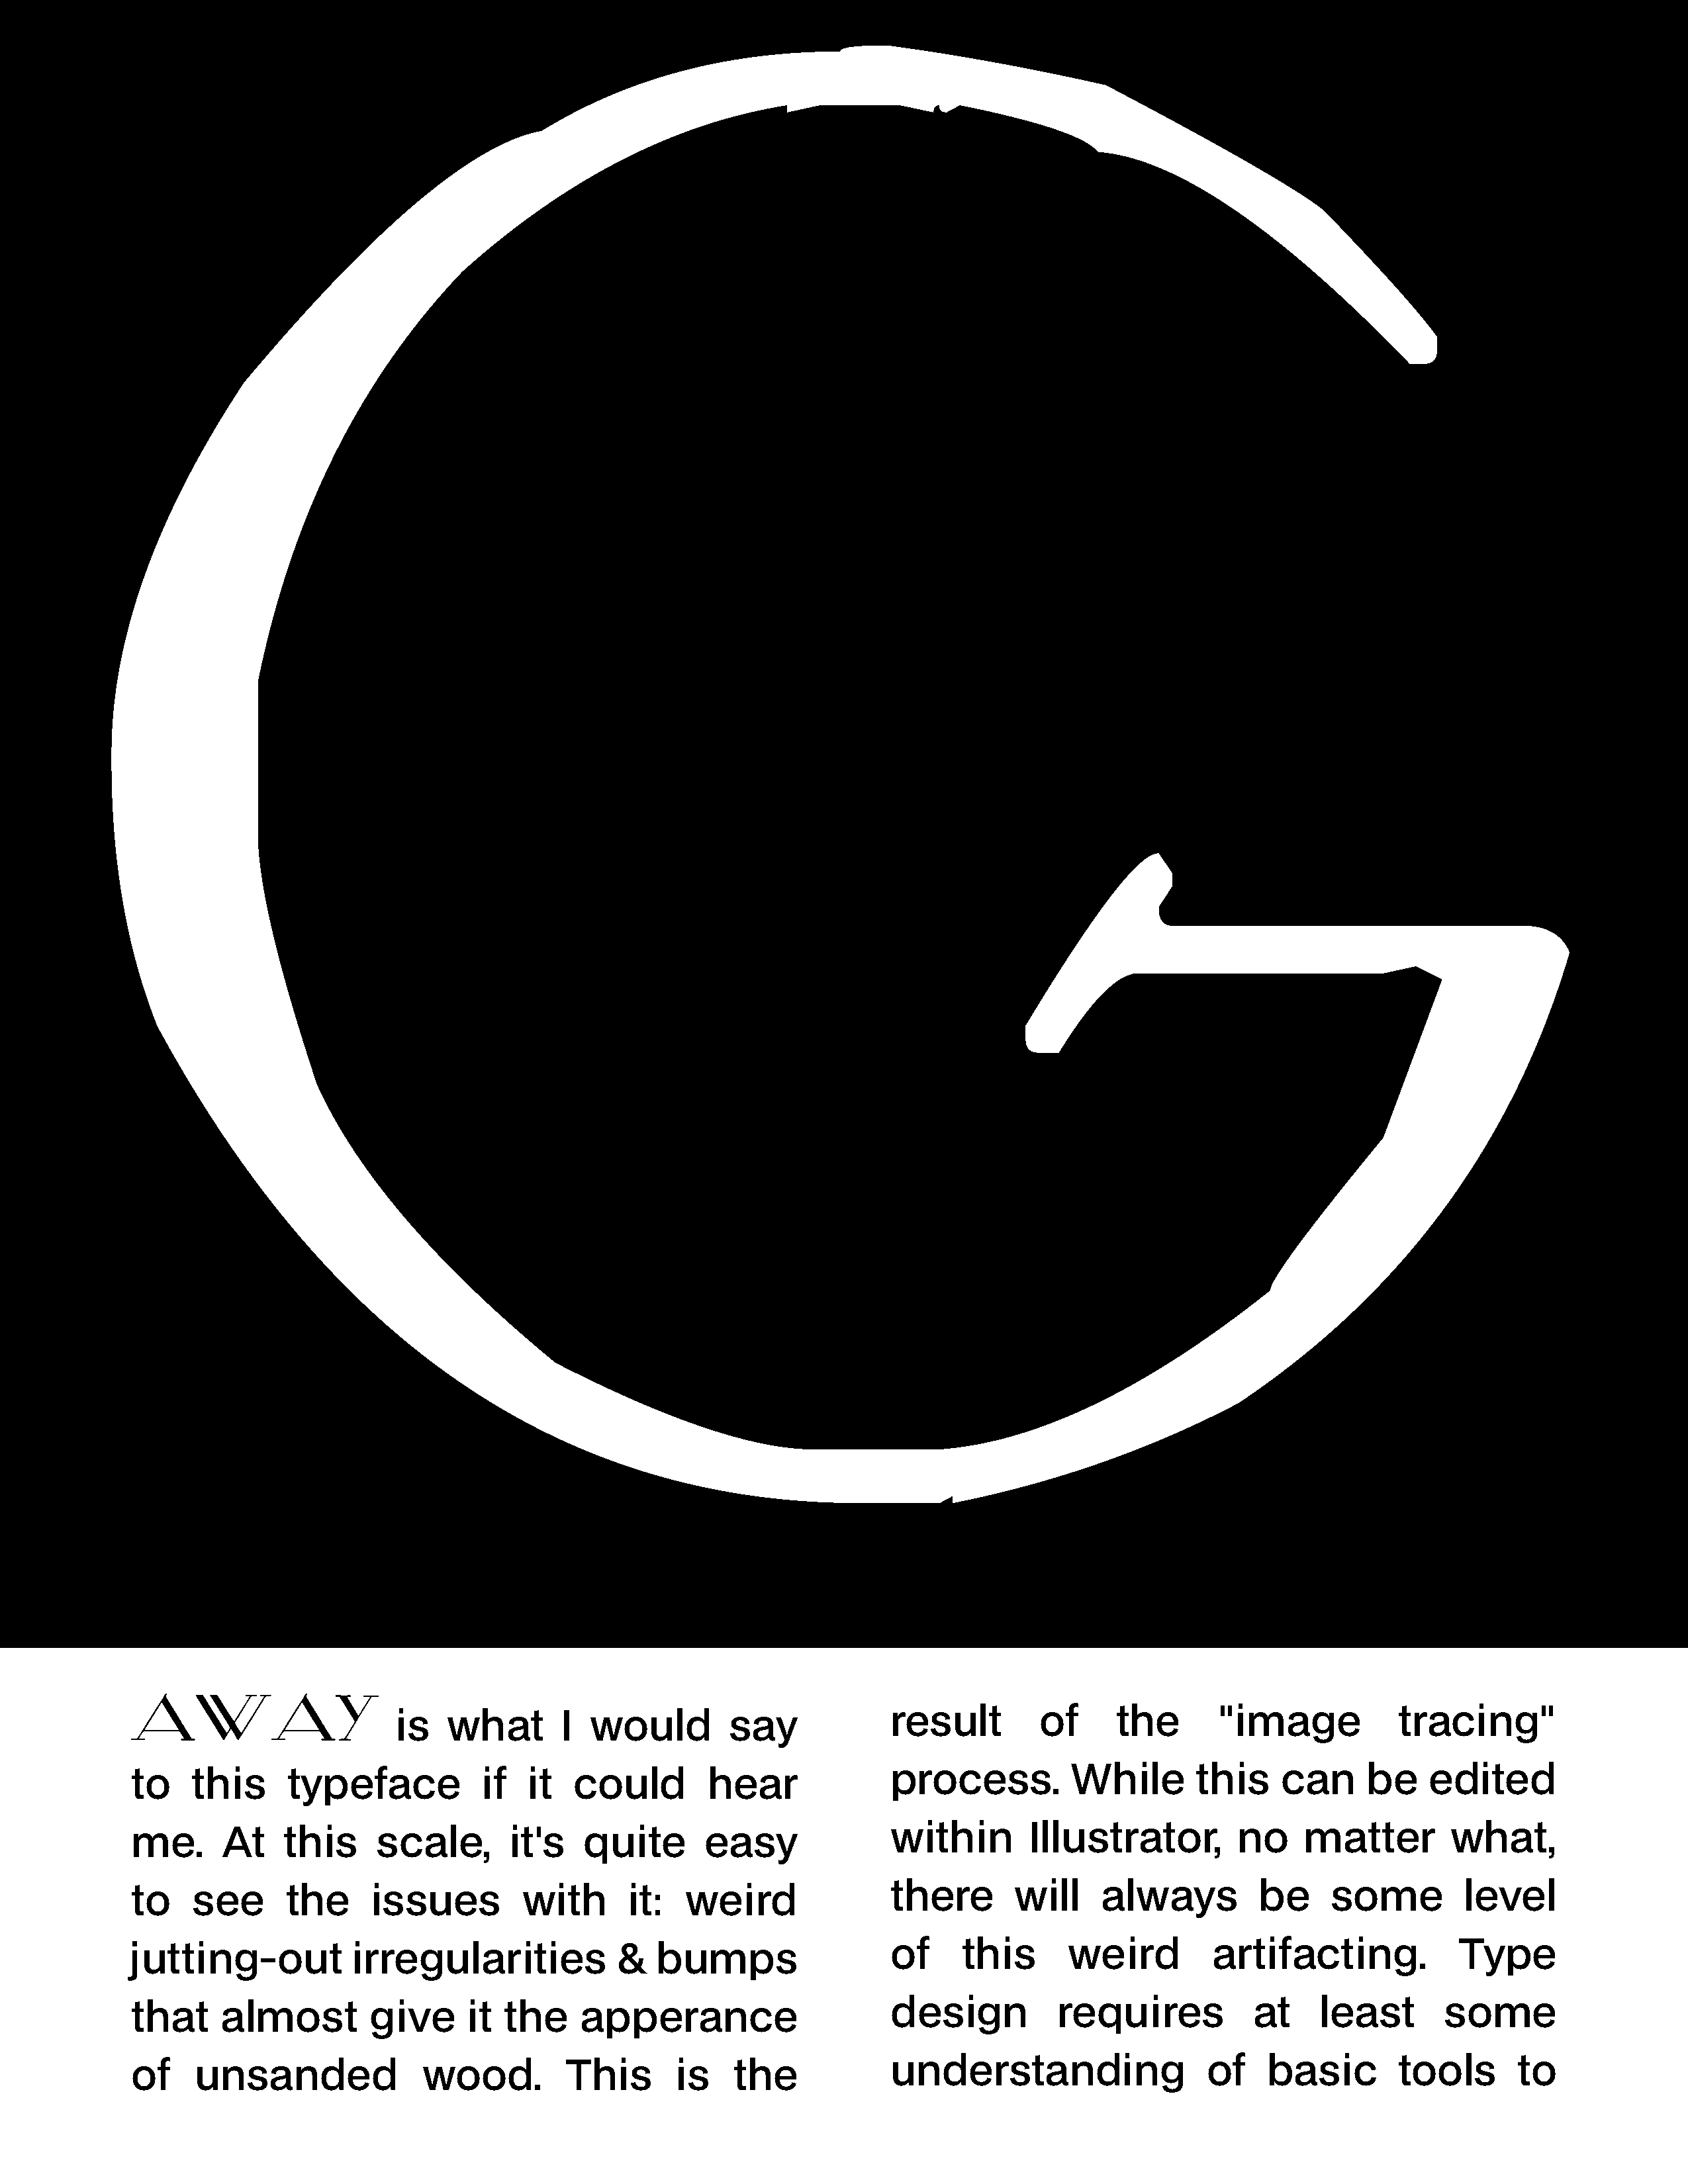 G
AWAY is what I would say
to this typeface if it could hear
me. At this scale, it's quite easy
to see the issues with it: weird
jutting-out irregularities & bumps
that almost give it the apperance
of unsanded wood. This is the
result of the "image tracing"
process. While this can be edited
within Illustrator, no matter what,
there will always be some level
of this weird artifacting. Type
design requires at least some
understanding of basic tools to